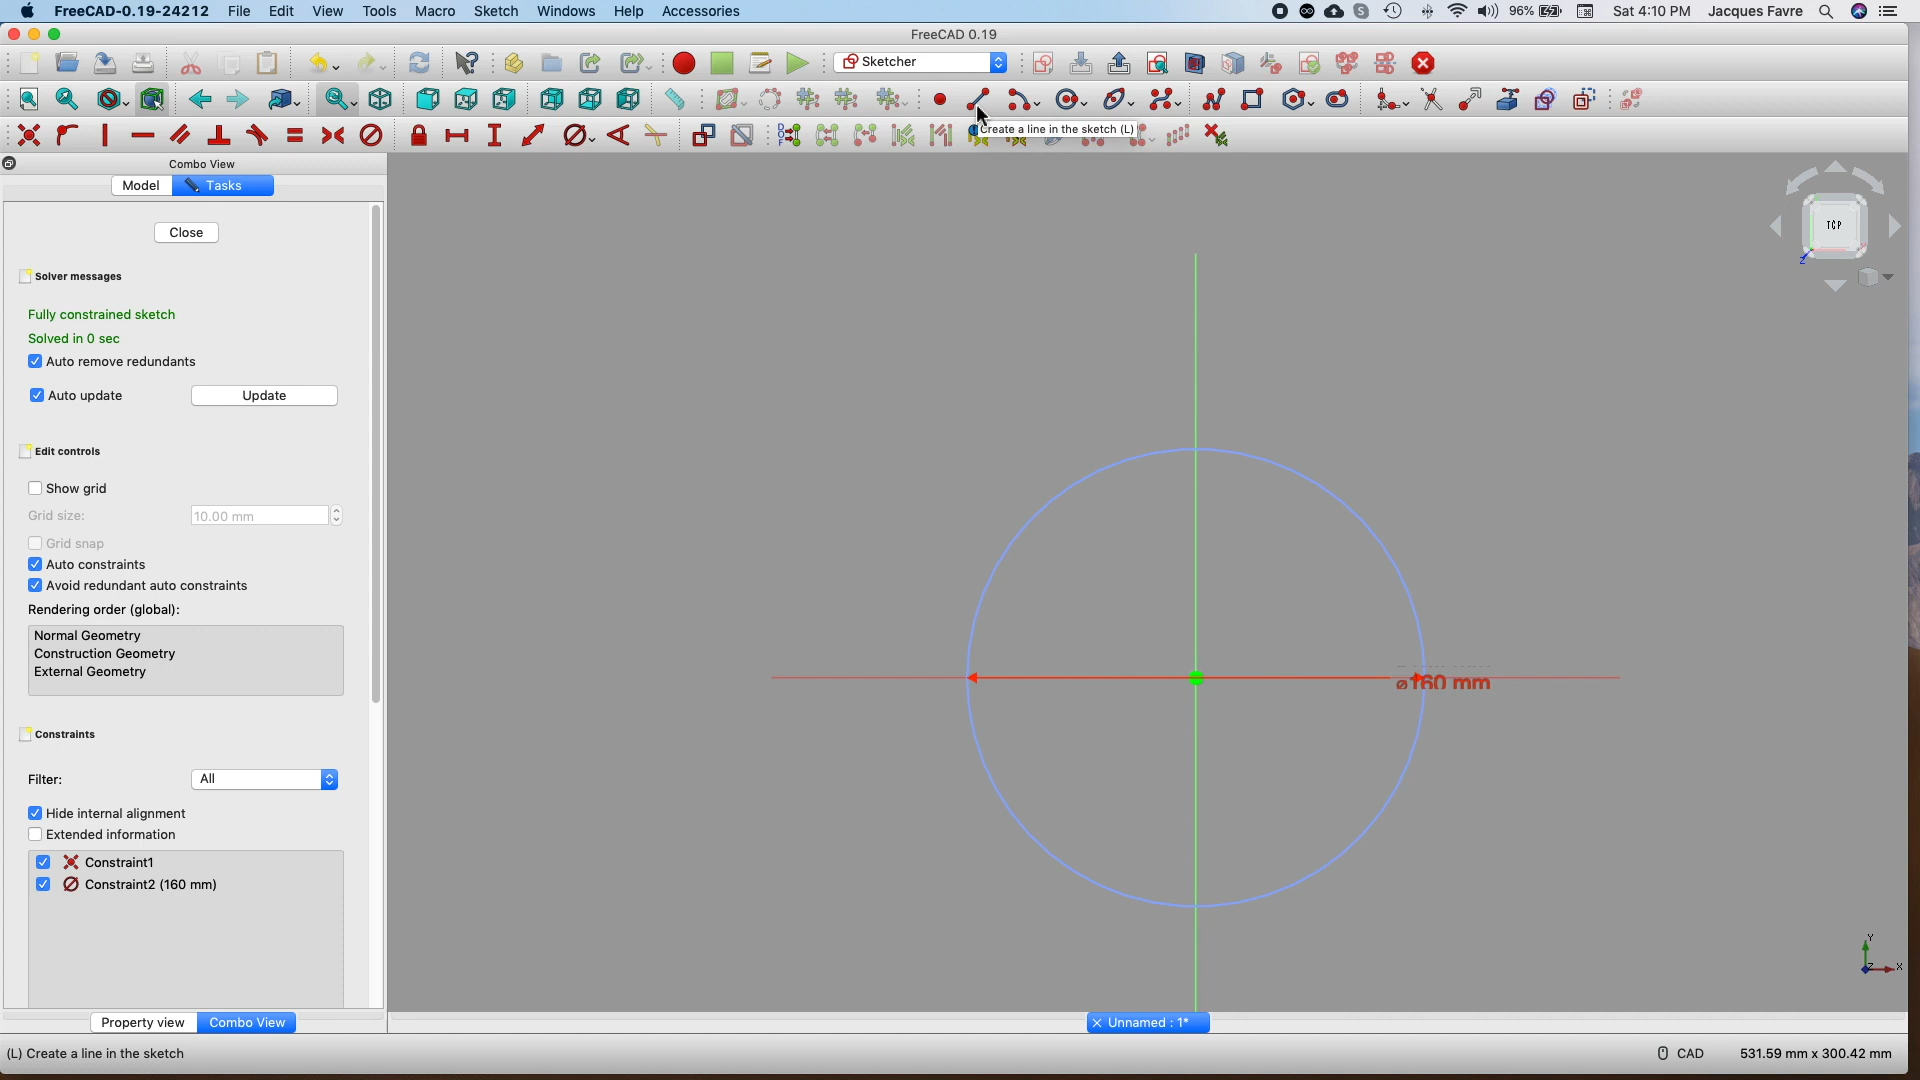 FreeCAD-0.19-24212 File Edit View Tools Macro Sketch Windows Help Accessories 96% Sat 4:10 PM Jacques Favre
FreeCAD 0.19
Sketcher
Create a line in the sketch (L)
Combo View
Model Tasks
Close
Solver messages
Fully constrained sketch
Solved in 0 sec
Auto remove redundants
Auto update Update
Edit controls
Show grid
Grid size: 10.00 mm
Grid snap
Auto constraints
Avoid redundant auto constraints
Rendering order (global):
Normal Geometry
Construction Geometry
External Geometry
Constraints
Filter: All
Hide internal alignment
Extended information
Constraint1
Constraint2 (160 mm)
TOP
Z
⌀160 mm
Y
Z X
Property view Combo View
Unnamed : 1*
(L) Create a line in the sketch
CAD 531.59 mm x 300.42 mm